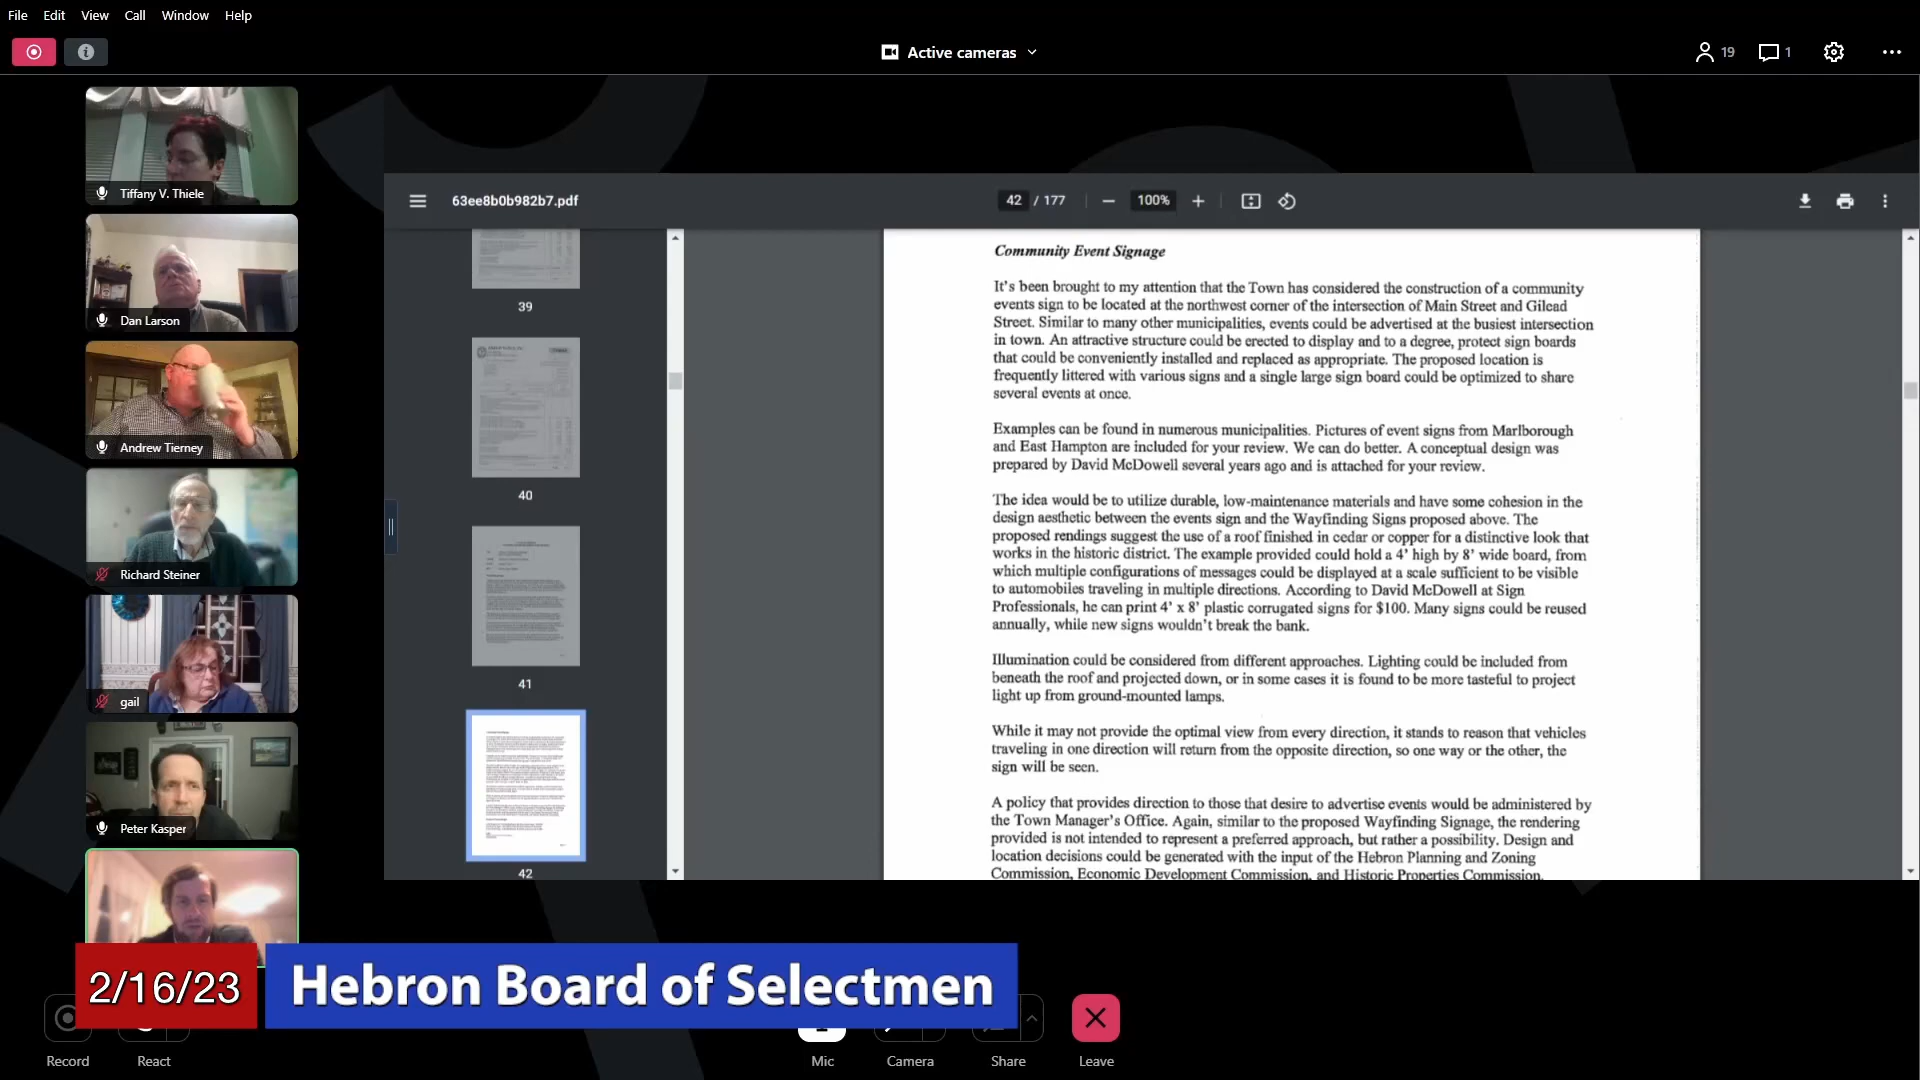 File Edit View Call Window Help
Active cameras
19
1
Tiffany V. Thiele
Dan Larson
Andrew Tierney
Richard Steiner
gail
Peter Kasper
63ee8b0b982b7.pdf
42 / 177
100%
39
40
41
42
Community Event Signage
It's been brought to my attention that the Town has considered the construction of a community
events sign to be located at the northwest corner of the intersection of Main Street and Gilead
Street. Similar to many other municipalities, events could be advertised at the busiest intersection
in town. An attractive structure could be erected to display and to a degree, protect sign boards
that could be conveniently installed and replaced as appropriate. The proposed location is
frequently littered with various signs and a single large sign board could be optimized to share
several events at once.
Examples can be found in numerous municipalities. Pictures of event signs from Marlborough
and East Hampton are included for your review. We can do better. A conceptual design was
prepared by David McDowell several years ago and is attached for your review.
The idea would be to utilize durable, low-maintenance materials and have some cohesion in the
design aesthetic between the events sign and the Wayfinding Signs proposed above. The
proposed rendings suggest the use of a roof finished in cedar or copper for a distinctive look that
works in the historic district. The example provided could hold a 4' high by 8' wide board, from
which multiple configurations of messages could be displayed at a scale sufficient to be visible
to automobiles traveling in multiple directions. According to David McDowell at Sign
Professionals, he can print 4' x 8' plastic corrugated signs for $100. Many signs could be reused
annually, while new signs wouldn't break the bank.
Illumination could be considered from different approaches. Lighting could be included from
beneath the roof and projected down, or in some cases it is found to be more tasteful to project
light up from ground-mounted lamps.
While it may not provide the optimal view from every direction, it stands to reason that vehicles
traveling in one direction will return from the opposite direction, so one way or the other, the
sign will be seen.
A policy that provides direction to those that desire to advertise events would be administered by
the Town Manager's Office. Again, similar to the proposed Wayfinding Signage, the rendering
provided is not intended to represent a preferred approach, but rather a possibility. Design and
location decisions could be generated with the input of the Hebron Planning and Zoning
Commission, Economic Development Commission, and Historic Properties Commission.
2/16/23
Hebron Board of Selectmen
Record
React
Mic
Camera
Share
Leave